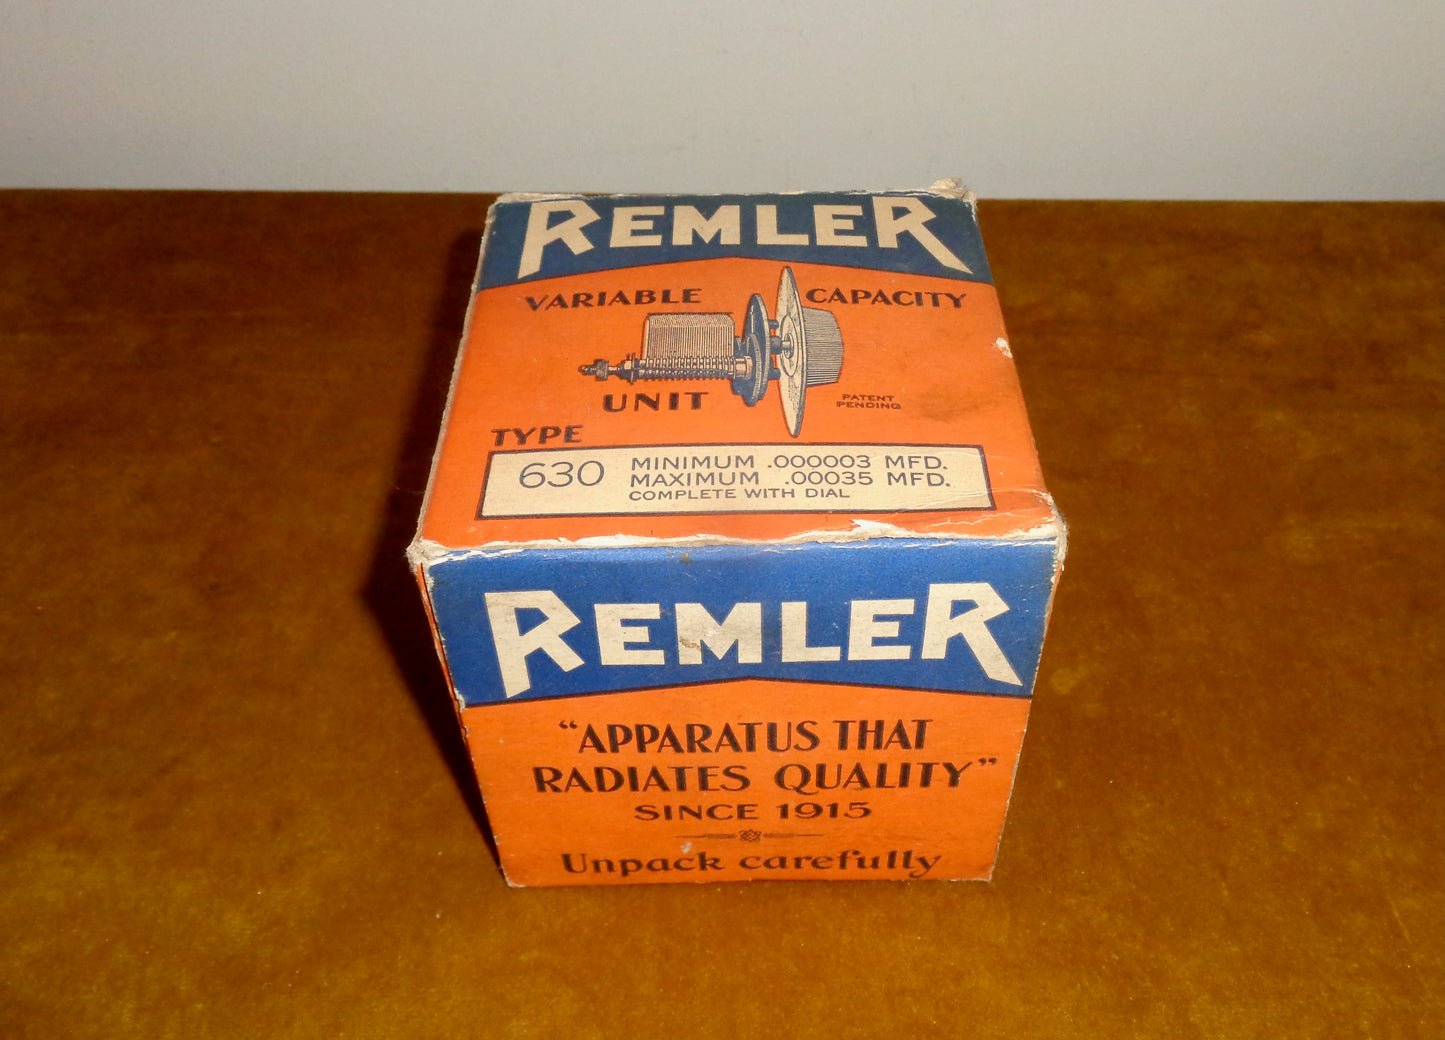 REMLER
VARIABLE CAPACITY
UNIT
PATENT
PENDING
TYPE
630
MINIMUM .000003 MFD.
MAXIMUM .00035 MFD.
COMPLETE WITH DIAL
REMLER
“APPARATUS THAT
RADIATES QUALITY”
SINCE 1915
Unpack carefully